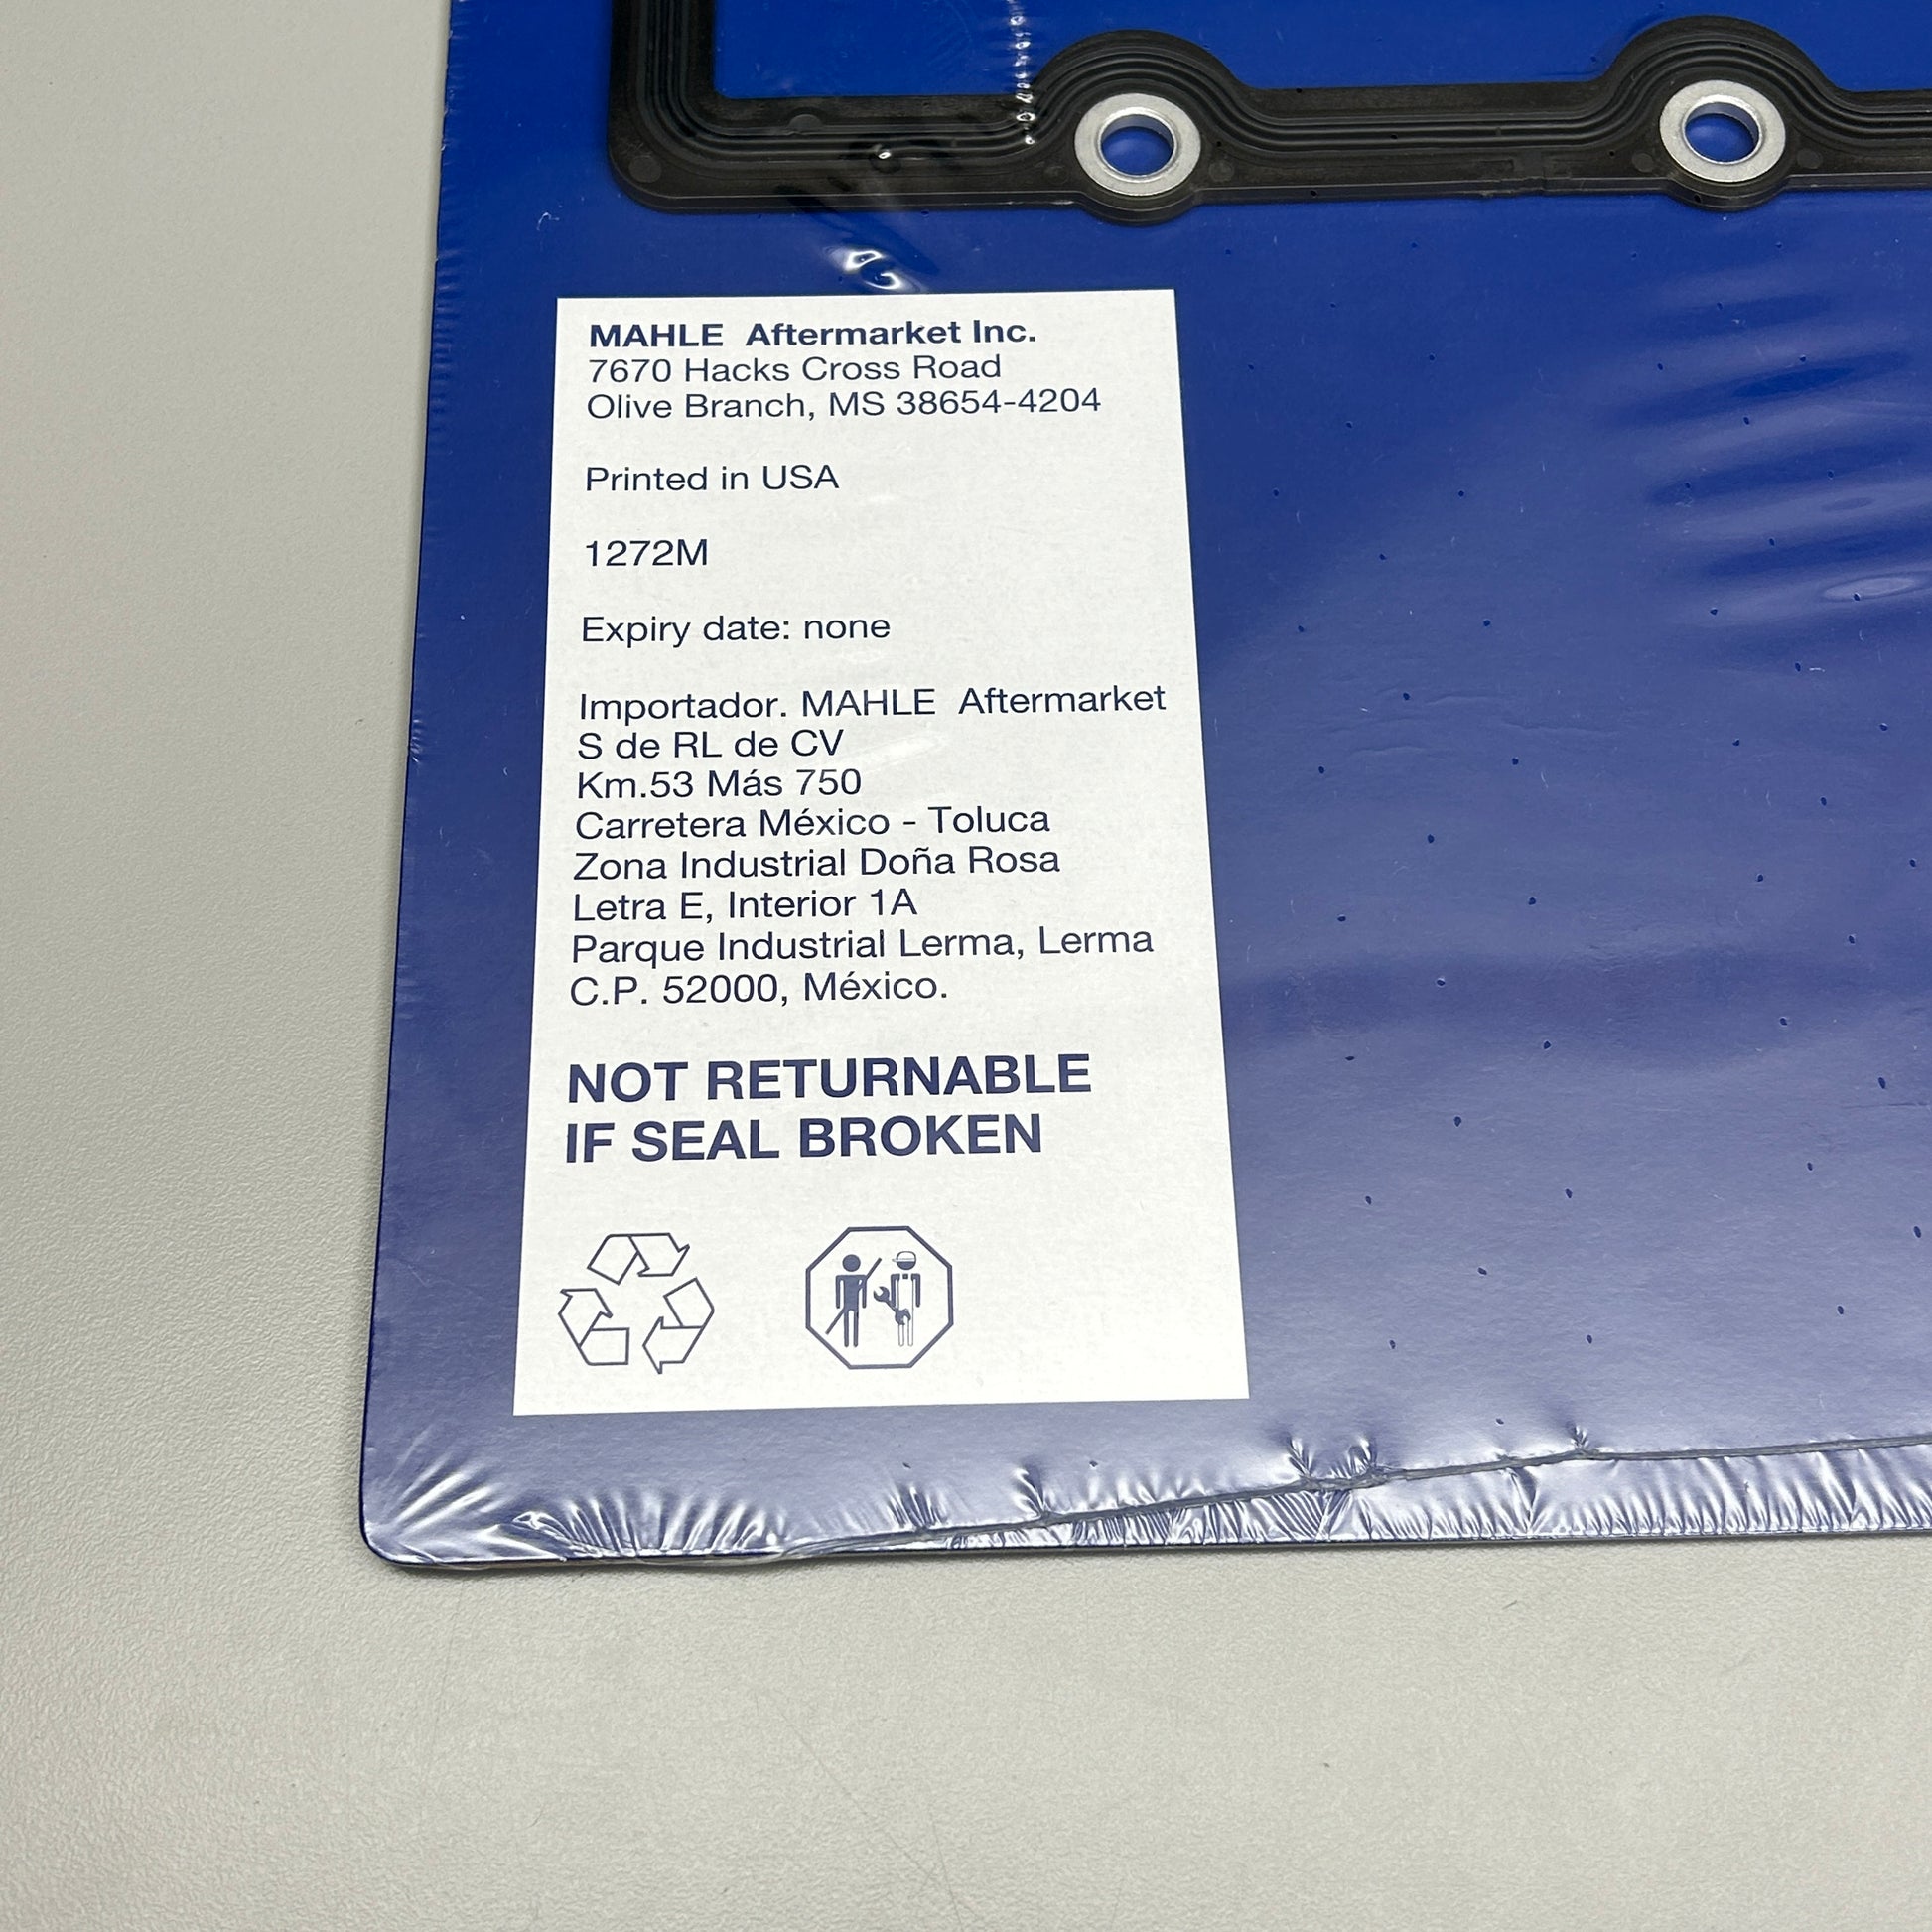 MAHLE Aftermarket Inc.
7670 Hacks Cross Road
Olive Branch, MS 38654-4204
Printed in USA
1272M
Expiry date: none
Importador. MAHLE Aftermarket
S de RL de CV
Km.53 Más 750
Carretera México - Toluca
Zona Industrial Doña Rosa
Letra E, Interior 1A
Parque Industrial Lerma, Lerma
C.P. 52000, México.
NOT RETURNABLE
IF SEAL BROKEN